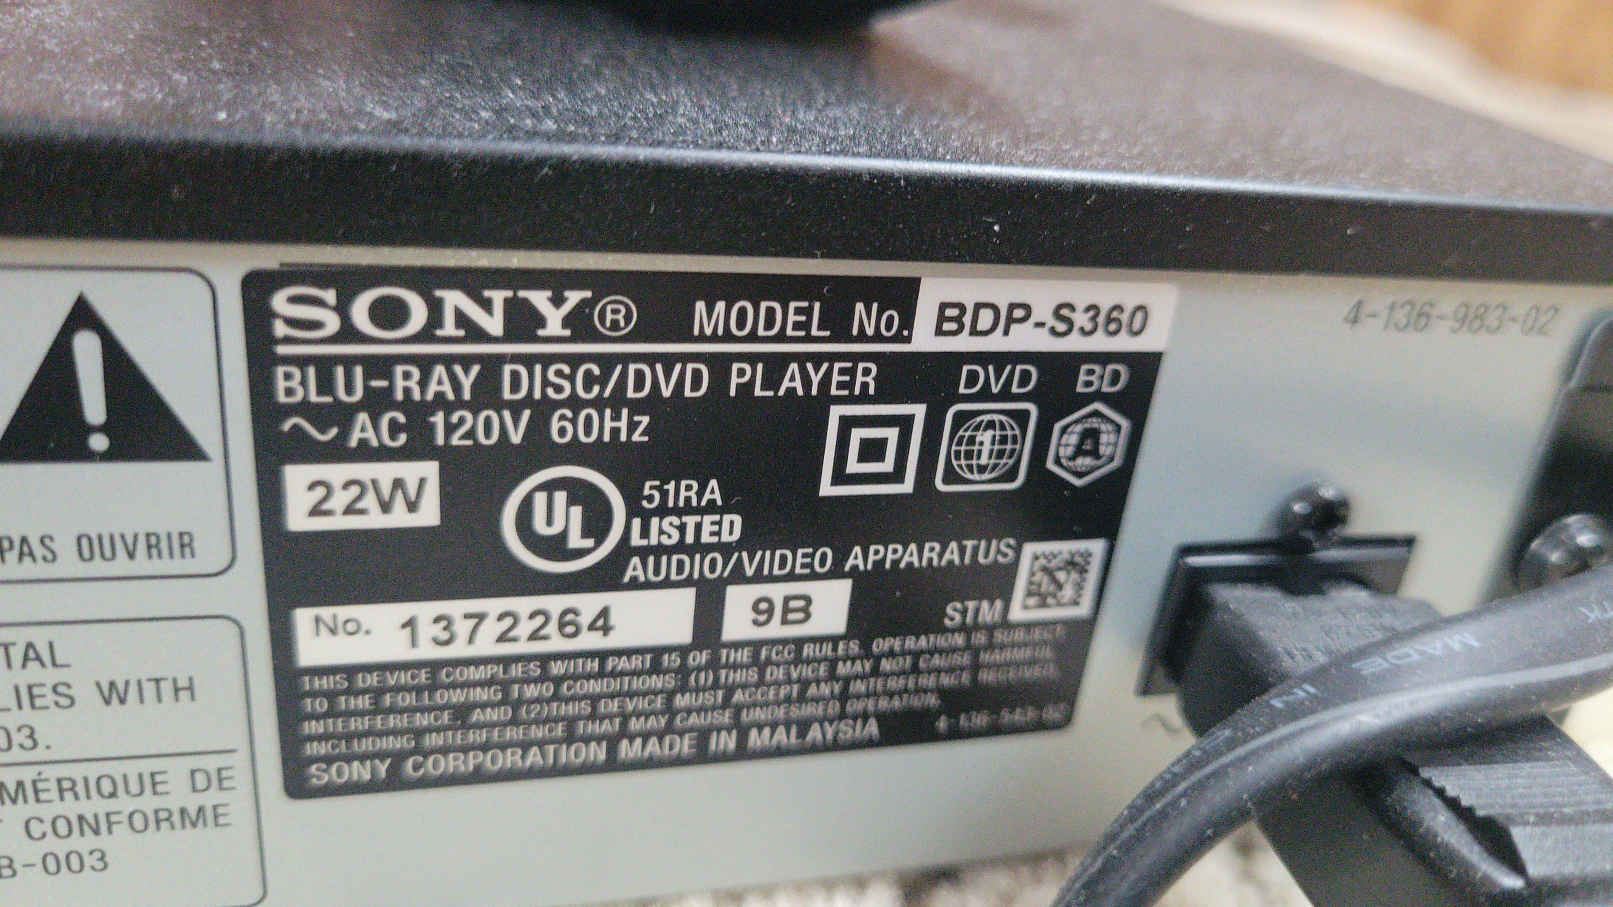 SONY® MODEL No. BDP-S360
4-136-983-02
BLU-RAY DISC/DVD PLAYER DVD BD
~ AC 120V 60Hz
1 A
22W
UL 51RA
LISTED
AUDIO/VIDEO APPARATUS
No. 1372264 9B STM
THIS DEVICE COMPLIES WITH PART 15 OF THE FCC RULES. OPERATION IS SUBJECT
TO THE FOLLOWING TWO CONDITIONS: (1) THIS DEVICE MAY NOT CAUSE HARMFUL
INTERFERENCE, AND (2)THIS DEVICE MUST ACCEPT ANY INTERFERENCE RECEIVED,
INCLUDING INTERFERENCE THAT MAY CAUSE UNDESIRED OPERATION.
SONY CORPORATION MADE IN MALAYSIA
PAS OUVRIR
TAL
LIES WITH
03.
MÉRIQUE DE
T CONFORME
B-003
MADE IN